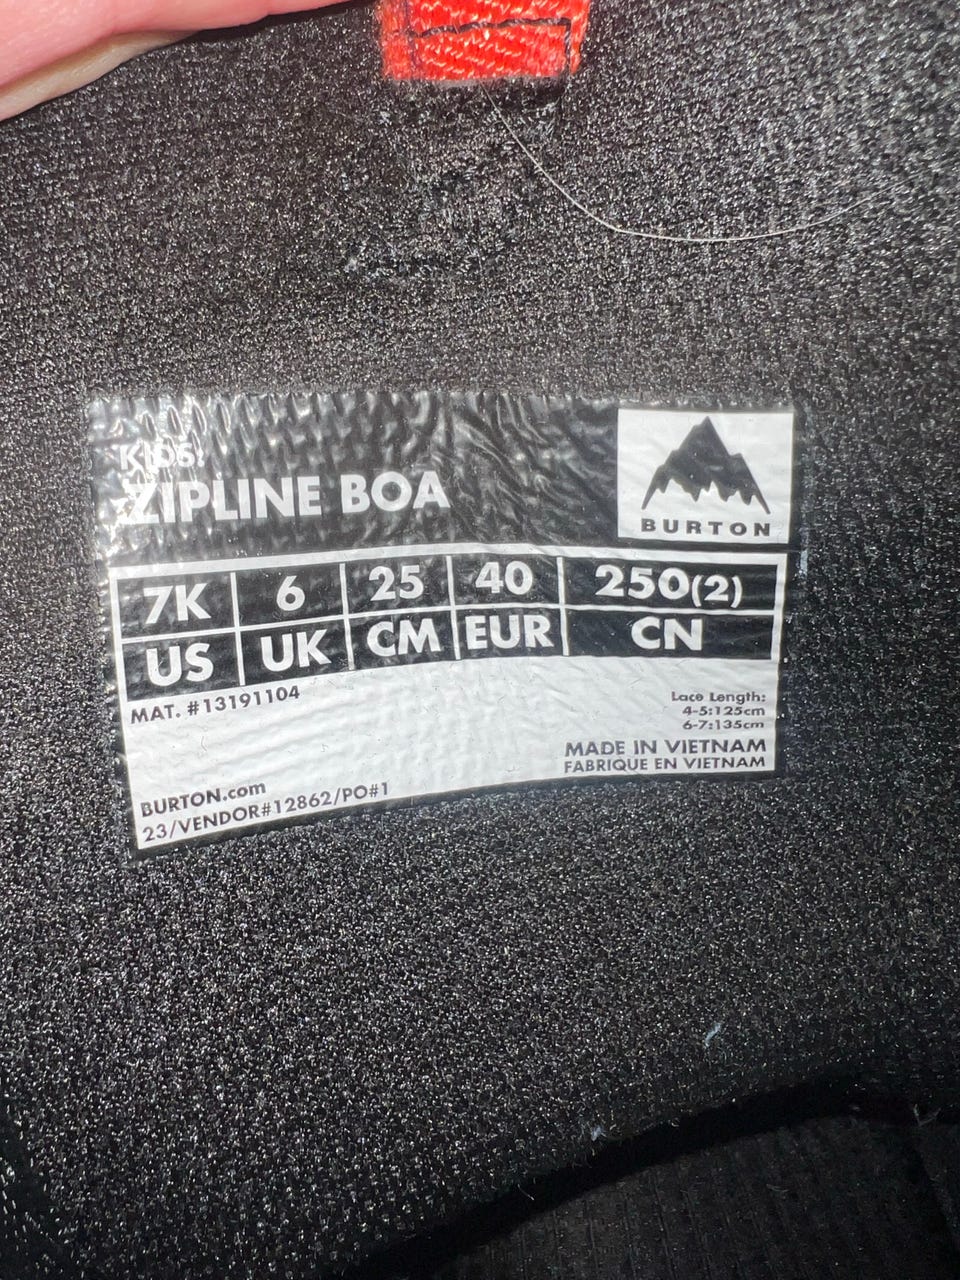 KIDS:
ZIPLINE BOA
BURTON
7K 6 25 40 250(2)
US UK CM EUR CN
MAT. #13191104
Lace Length:
4-5:125cm
6-7:135cm
MADE IN VIETNAM
FABRIQUE EN VIETNAM
BURTON.com
23/VENDOR#12862/PO#1